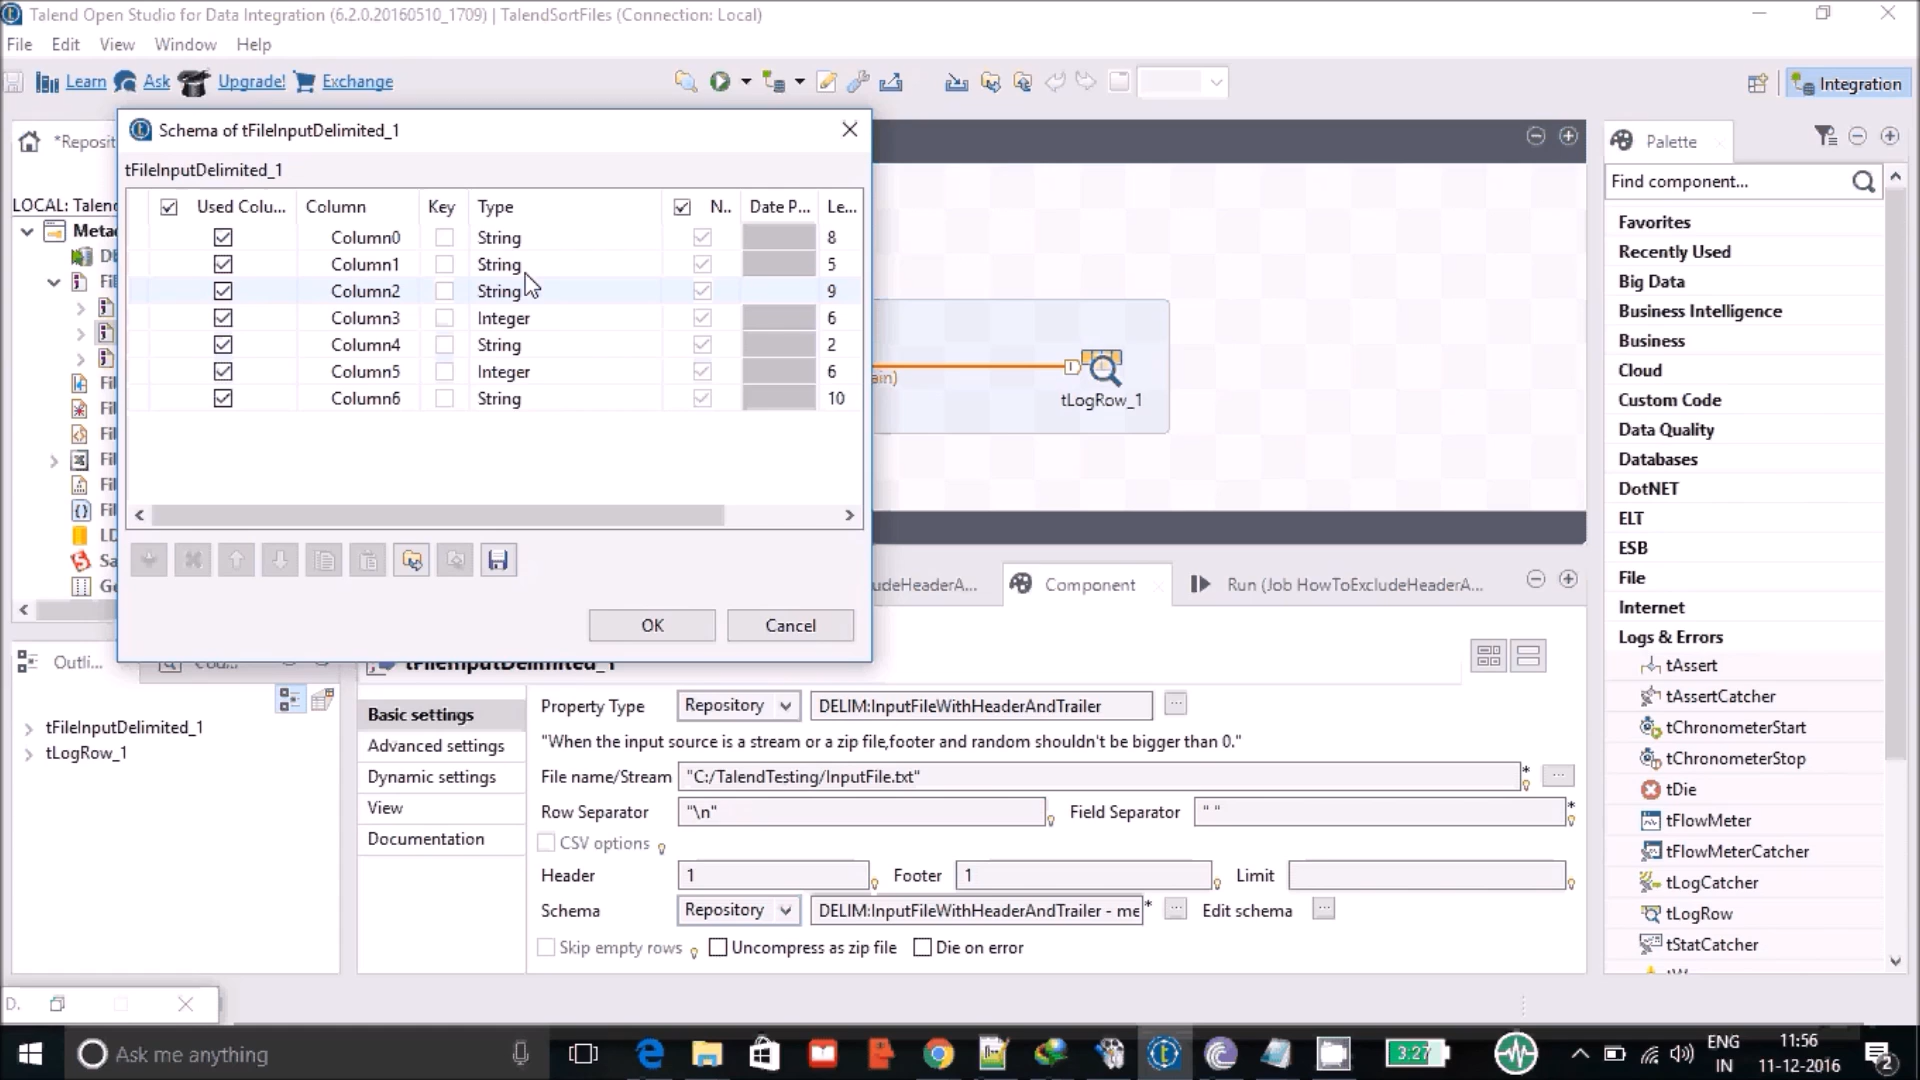 Talend Open Studio for Data Integration (6.2.0.20160510_1709) | TalendSortFiles (Connection: Local)
File Edit View Window Help
Learn Ask Upgrade! Exchange
Integration
*Reposit
LOCAL: Talend
Schema of tFileInputDelimited_1
tFileInputDelimited_1
Used Colu... Column Key Type N.. Date P... Le...
Column0 String 8
Column1 String 5
Column2 String 9
Column3 Integer 6
Column4 String 2
Column5 Integer 6
Column6 String 10
OK Cancel
tLogRow_1
Palette
Find component...
Favorites
Recently Used
Big Data
Business Intelligence
Business
Cloud
Custom Code
Data Quality
Databases
DotNET
ELT
ESB
File
Internet
Logs & Errors
tAssert
tAssertCatcher
tChronometerStart
tChronometerStop
tDie
tFlowMeter
tFlowMeterCatcher
tLogCatcher
tLogRow
tStatCatcher
udeHeaderA... Component Run (Job HowToExcludeHeaderA...
Outli...
tFileInputDelimited_1
tLogRow_1
tFileInputDelimited_1
Basic settings
Advanced settings
Dynamic settings
View
Documentation
Property Type Repository DELIM:InputFileWithHeaderAndTrailer ...
"When the input source is a stream or a zip file,footer and random shouldn't be bigger than 0."
File name/Stream "C:/TalendTesting/InputFile.txt" * ...
Row Separator "\n" Field Separator " " *
CSV options
Header 1 Footer 1 Limit
Schema Repository DELIM:InputFileWithHeaderAndTrailer - me * ... Edit schema ...
Skip empty rows Uncompress as zip file Die on error
D.
Ask me anything
3:27
ENG
IN
11:56
11-12-2016
2